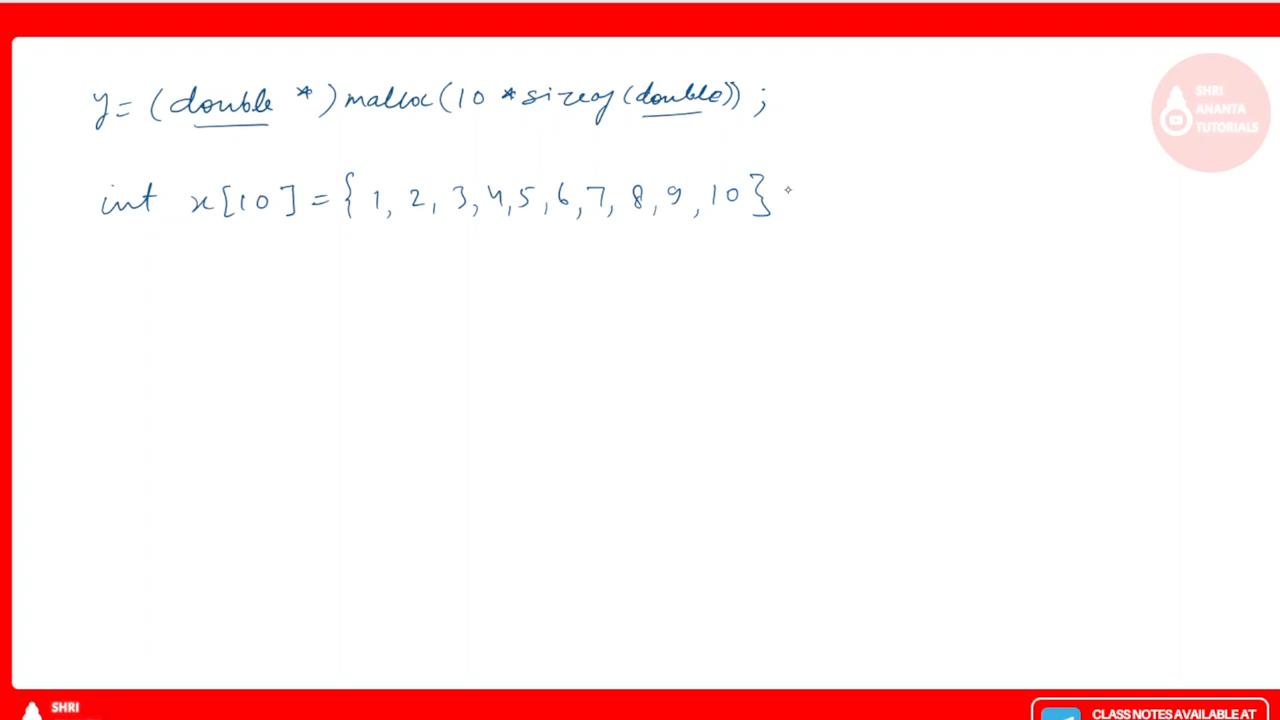 y = (double *) malloc(10 * sizeof(double));
SHRI
ANANTA
TUTORIALS
int x[10] = {1, 2, 3, 4, 5, 6, 7, 8, 9, 10}
SHRI
CLASS NOTES AVAILABLE AT